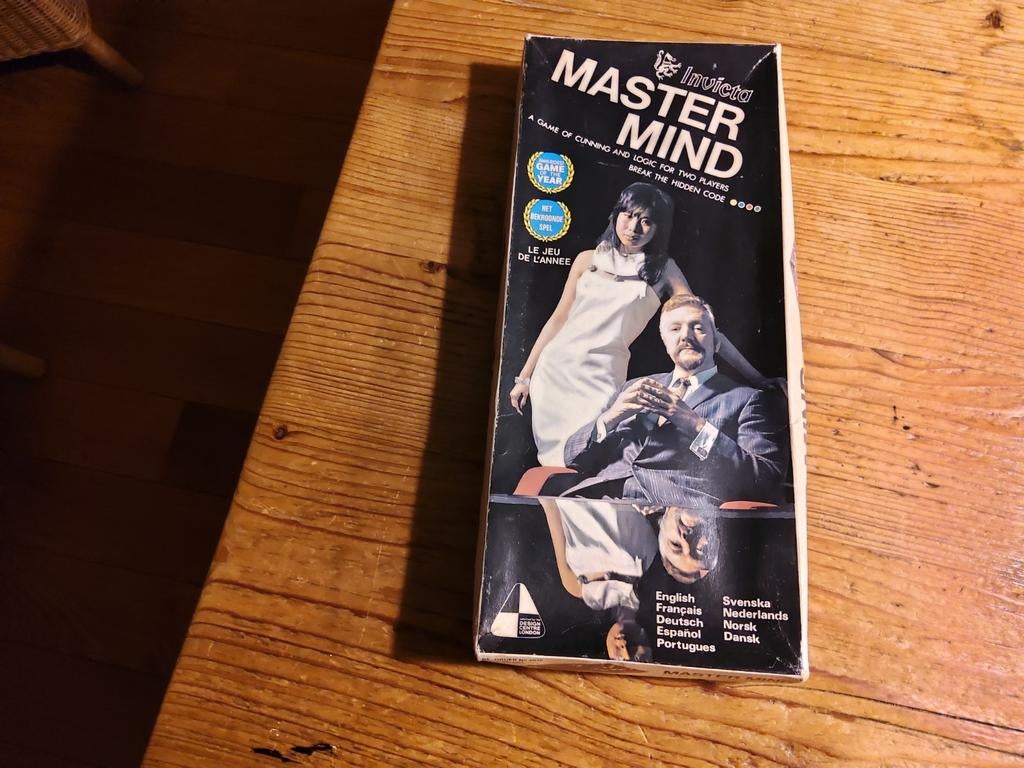 Invicta
MASTER
MIND
A GAME OF CUNNING AND LOGIC FOR TWO PLAYERS
BREAK THE HIDDEN CODE
AWARDED
GAME
OF THE
YEAR
HET
BEKROONDE
SPEL
LE JEU
DE L'ANNEE
English
Français
Deutsch
Español
Portugues
Svenska
Nederlands
Norsk
Dansk
DESIGN
CENTRE
LONDON
MASTER